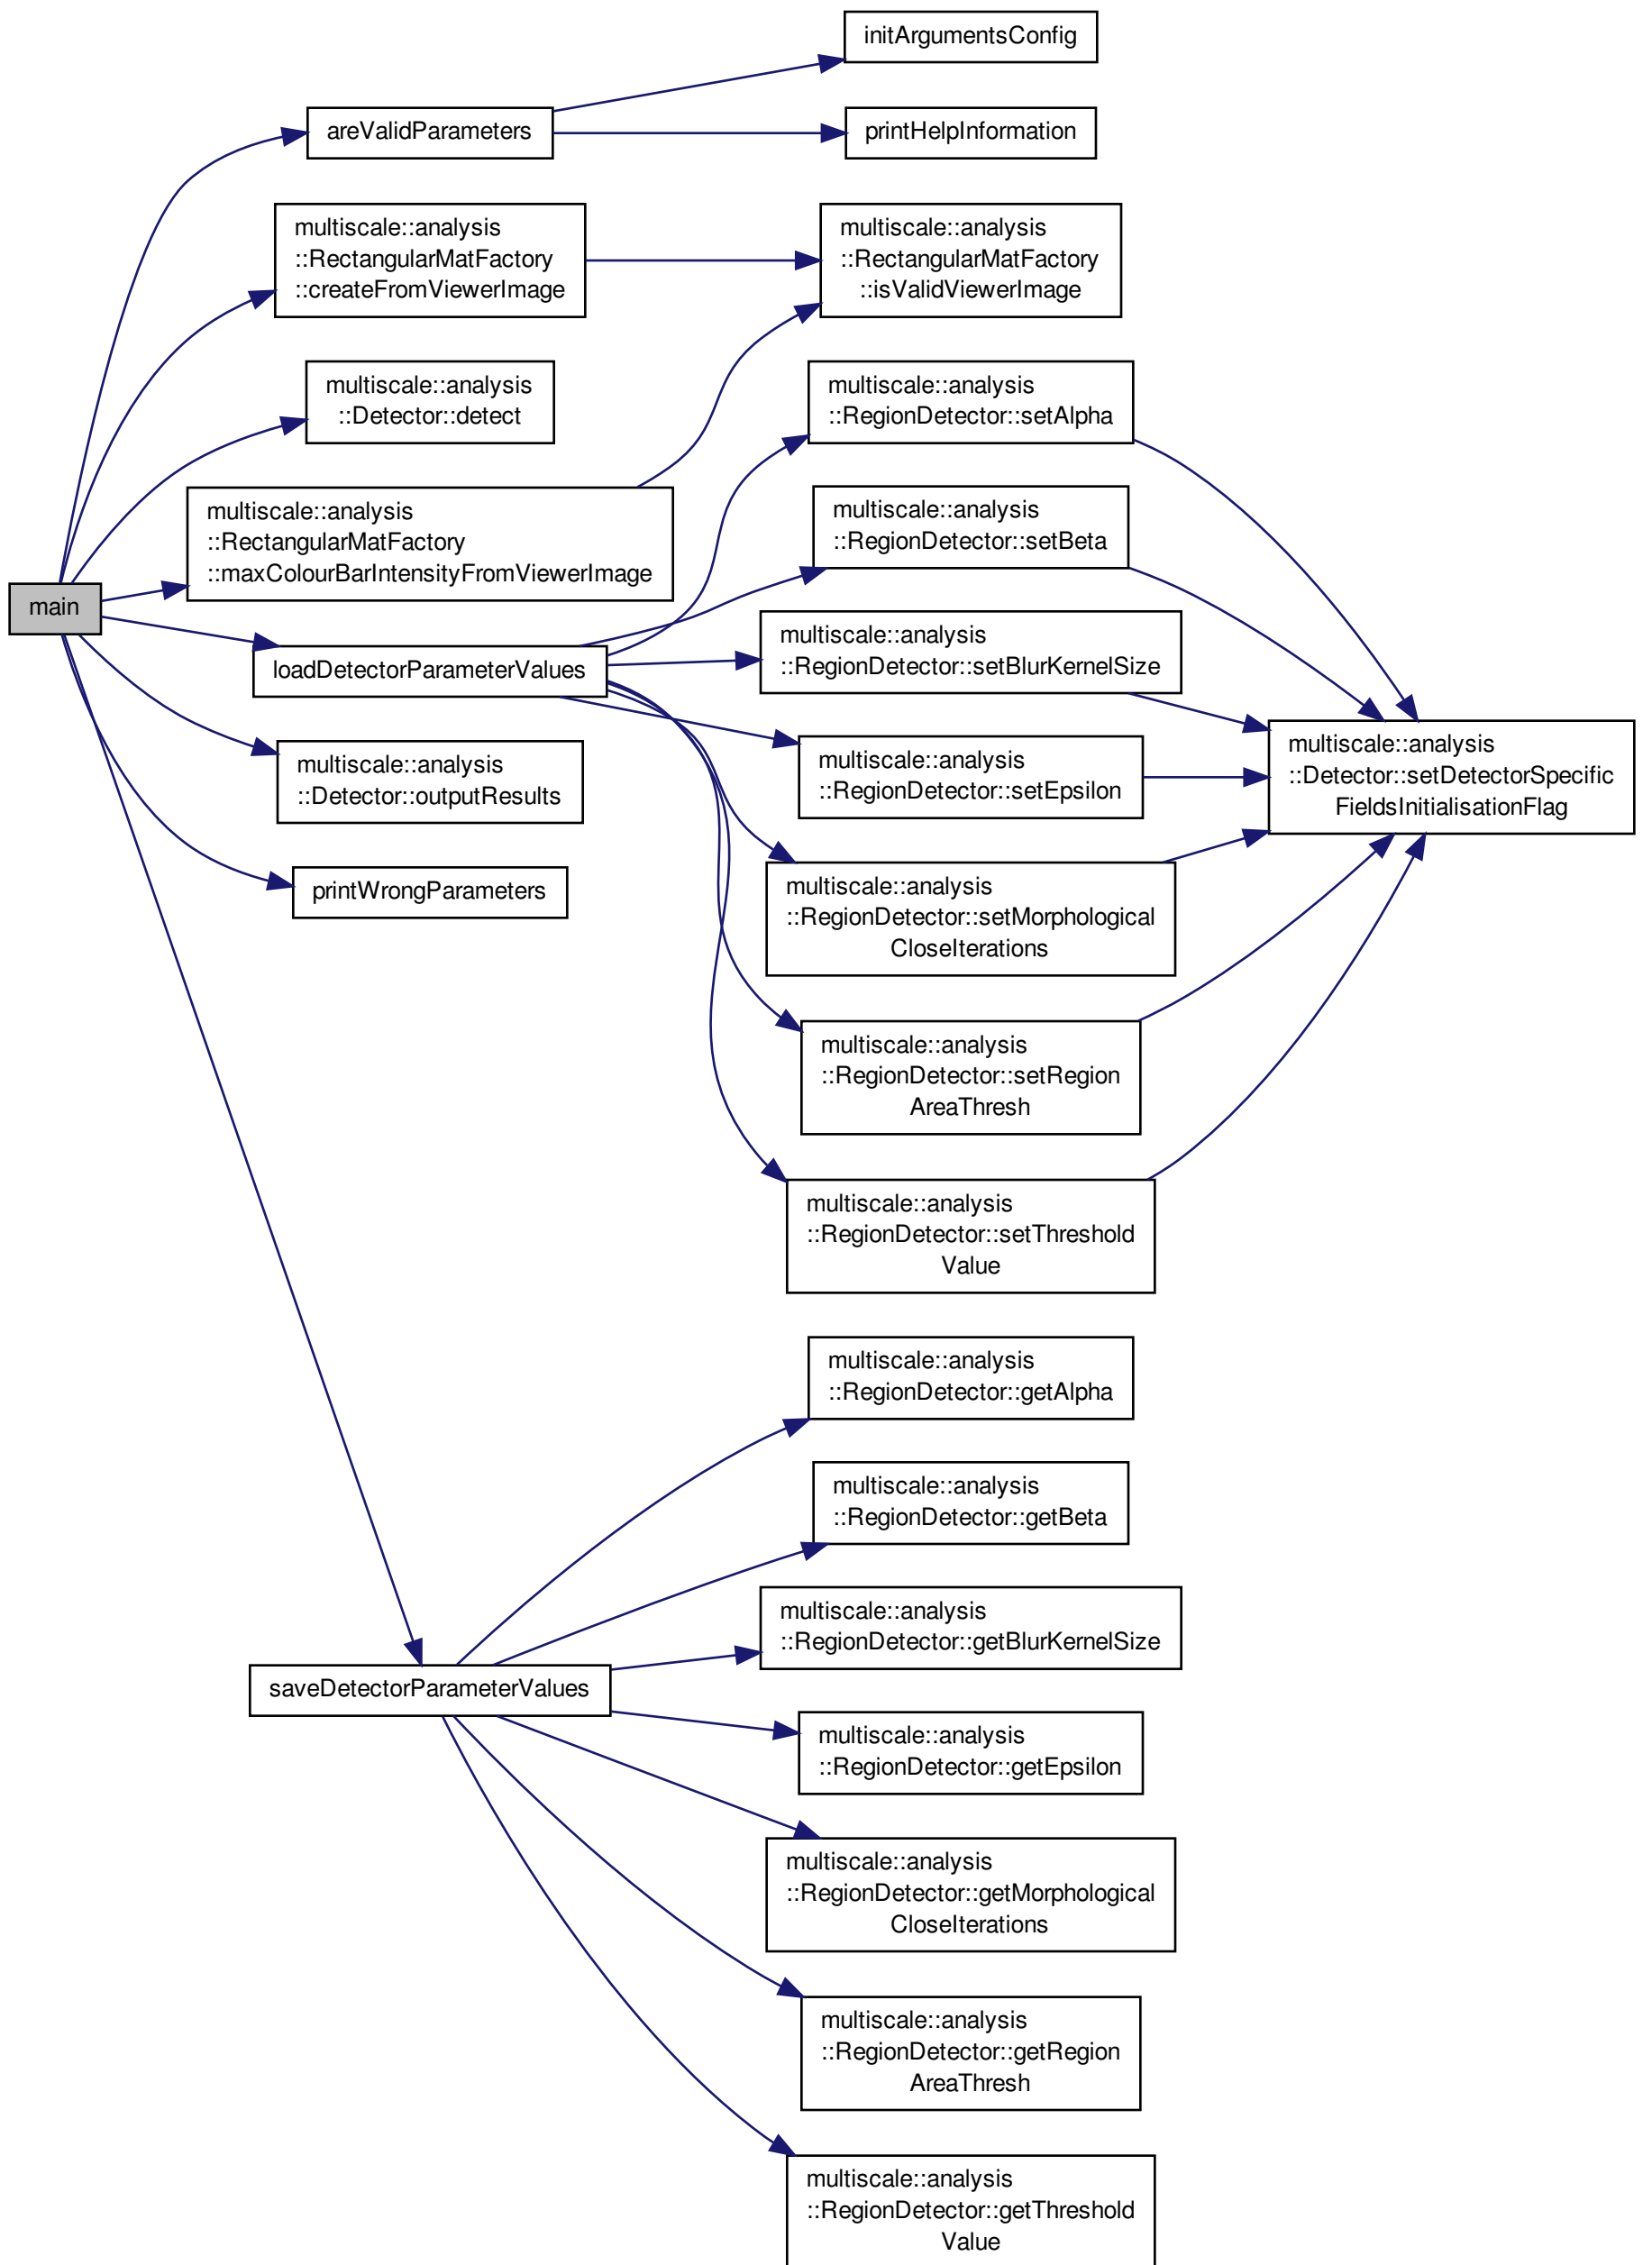 initArgumentsConfig
areValidParameters
printHelpInformation
multiscale::analysis
::RectangularMatFactory
::createFromViewerImage
multiscale::analysis
::RectangularMatFactory
::isValidViewerImage
multiscale::analysis
::Detector::detect
multiscale::analysis
::RegionDetector::setAlpha
multiscale::analysis
::RectangularMatFactory
::maxColourBarIntensityFromViewerImage
multiscale::analysis
::RegionDetector::setBeta
main
loadDetectorParameterValues
multiscale::analysis
::RegionDetector::setBlurKernelSize
multiscale::analysis
::Detector::outputResults
multiscale::analysis
::RegionDetector::setEpsilon
multiscale::analysis
::Detector::setDetectorSpecific
FieldsInitialisationFlag
printWrongParameters
multiscale::analysis
::RegionDetector::setMorphological
CloseIterations
multiscale::analysis
::RegionDetector::setRegion
AreaThresh
multiscale::analysis
::RegionDetector::setThreshold
Value
multiscale::analysis
::RegionDetector::getAlpha
multiscale::analysis
::RegionDetector::getBeta
multiscale::analysis
::RegionDetector::getBlurKernelSize
saveDetectorParameterValues
multiscale::analysis
::RegionDetector::getEpsilon
multiscale::analysis
::RegionDetector::getMorphological
CloseIterations
multiscale::analysis
::RegionDetector::getRegion
AreaThresh
multiscale::analysis
::RegionDetector::getThreshold
Value